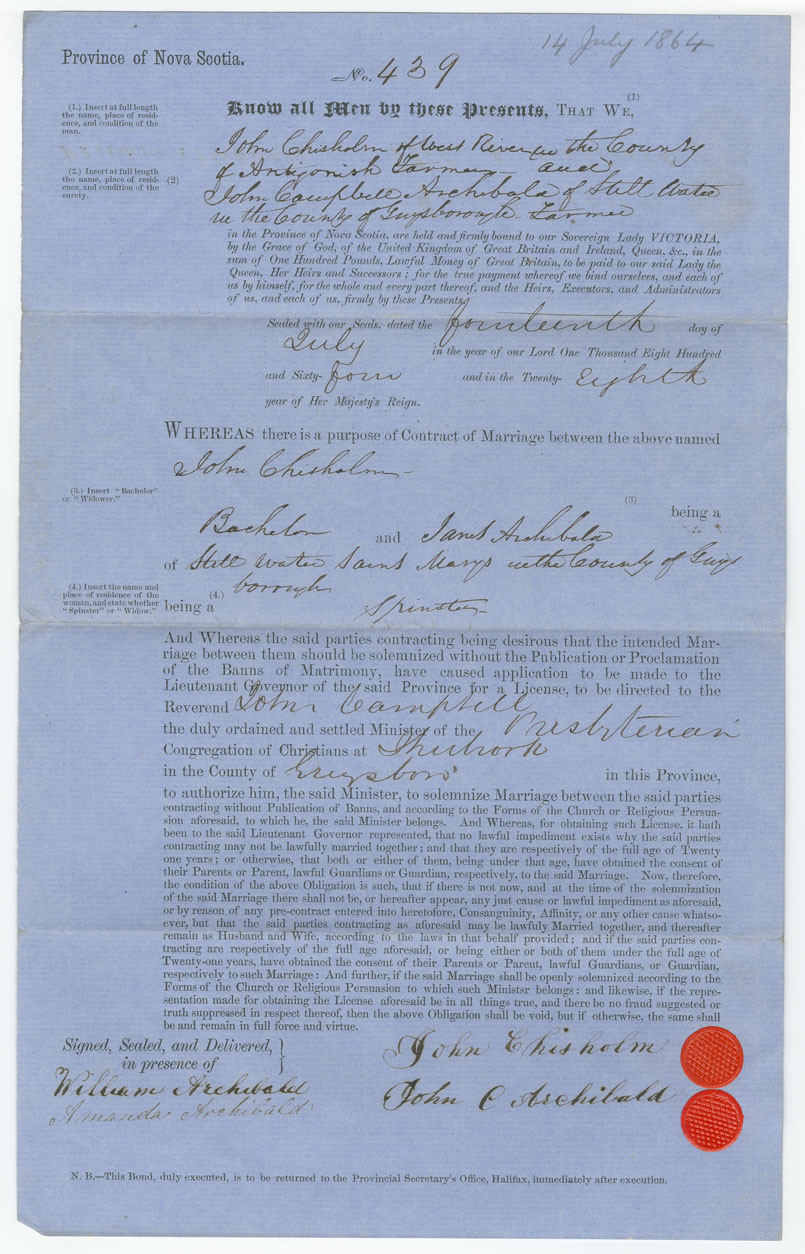 14 July 1864
Province of Nova Scotia.
No. 439
Know all Men by these Presents, THAT WE, (1)
(1.) Insert at full length
the name, place of resid-
ence, and condition of the
man.
John Chisholm of West River in the County
of Antigonish Farmer and
(2.) Insert at full length
the name, place of resid-
ence, and condition of the
surety.
(2)
John Campbell Archibald of Still Water
in the County of Guysborough Farmer
in the Province of Nova Scotia, are held and firmly bound to our Sovereign Lady VICTORIA,
by the Grace of God, of the United Kingdom of Great Britain and Ireland, Queen, &c., in the
sum of One Hundred Pounds, Lawful Money of Great Britain, to be paid to our said Lady the
Queen, Her Heirs and Successors; for the true payment whereof we bind ourselves, and each of
us by himself, for the whole and every part thereof, and the Heirs, Executors, and Administrators
of us, and each of us, firmly by these Presents,
Sealed with our Seals, dated the fourteenth day of
July in the year of our Lord One Thousand Eight Hundred
and Sixty-four and in the Twenty-Eighth
year of Her Majesty's Reign.
WHEREAS there is a purpose of Contract of Marriage between the above named
John Chisholm
(3.) Insert "Bachelor"
or "Widower."
(3) being a
Bachelor and Janet Archibald
of Still Water Saint Marys in the County of Guys
borough
(4.) Insert the name and
place of residence of the
woman, and state whether
"Spinster" or "Widow."
(4.)
being a Spinster
And Whereas the said parties contracting being desirous that the intended Mar-
riage between them should be solemnized without the Publication or Proclamation
of the Banns of Matrimony, have caused application to be made to the
Lieutenant Governor of the said Province for a License, to be directed to the
Reverend John Campbell
the duly ordained and settled Minister of the Presbyterian
Congregation of Christians at Sherbrook
in the County of Guysboro' in this Province,
to authorize him, the said Minister, to solemnize Marriage between the said parties
contracting without Publication of Banns, and according to the Forms of the Church or Religious Persua-
sion aforesaid, to which he, the said Minister belongs. And Whereas, for obtaining such License, it hath
been to the said Lieutenant Governor represented, that no lawful impediment exists why the said parties
contracting may not be lawfully married together; and that they are respectively of the full age of Twenty
one years; or otherwise, that both or either of them, being under that age, have obtained the consent of
their Parents or Parent, lawful Guardians or Guardian, respectively, to the said Marriage. Now, therefore,
the condition of the above Obligation is such, that if there is not now, and at the time of the solemnization
of the said Marriage there shall not be, or hereafter appear, any just cause or lawful impediment as aforesaid,
or by reason of any pre-contract entered into heretofore, Consanguinity, Affinity, or any other cause whatso-
ever, but that the said parties contracting as aforesaid may be lawfuly Married together, and thereafter
remain as Husband and Wife, according to the laws in that behalf provided; and if the said parties con-
tracting are respectively of the full age aforesaid, or being either or both of them under the full age of
Twenty-one years, have obtained the consent of their Parents or Parent, lawful Guardians, or Guardian,
respectively to such Marriage: And further, if the said Marriage shall be openly solemnized according to the
Forms of the Church or Religious Persuasion to which such Ministsr belongs: and likewise, if the repre-
sentation made for obtaining the License aforesaid be in all things true, and there be no fraud suggested or
truth suppressed in respect thereof, then the above Obligation shall be void, but if otherwise, the same shall
be and remain in full force and virtue.
Signed, Sealed, and Delivered,
in presence of
John Chisholm
William Archibald
John C Archibald
Amanda Archibald
N. B.—This Bond, duly executed, is to be returned to the Provincial Secretary's Office, Halifax, immediately after execution.